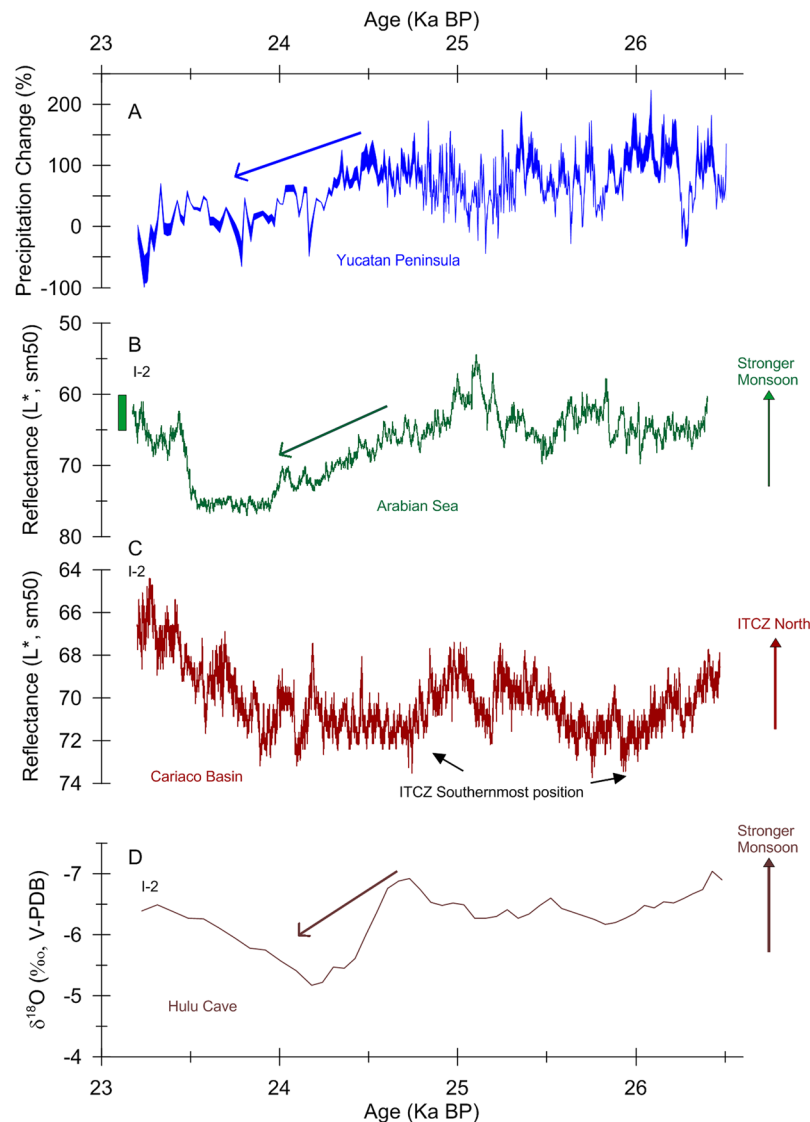 Age (Ka BP)
23 24 25 26
A
Precipitation Change (%)
200
100
0
-100
Yucatan Peninsula
B
I-2
Reflectance (L*, sm50)
50
60
70
80
Arabian Sea
Stronger
Monsoon
C
I-2
Reflectance (L*, sm50)
64
66
68
70
72
74
Cariaco Basin
ITCZ Southernmost position
ITCZ North
D
I-2
δ18O (‰, V-PDB)
-7
-6
-5
-4
Hulu Cave
Stronger
Monsoon
23 24 25 26
Age (Ka BP)